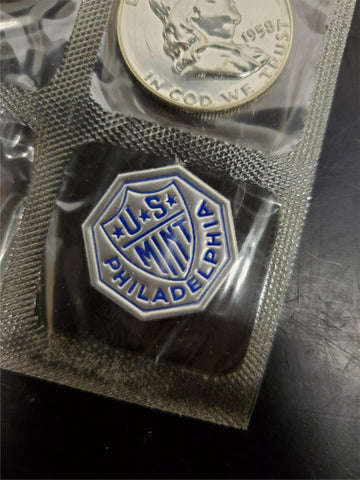 1958
IN GOD WE TRUST
U★S★
MINT
PHILADELPHIA